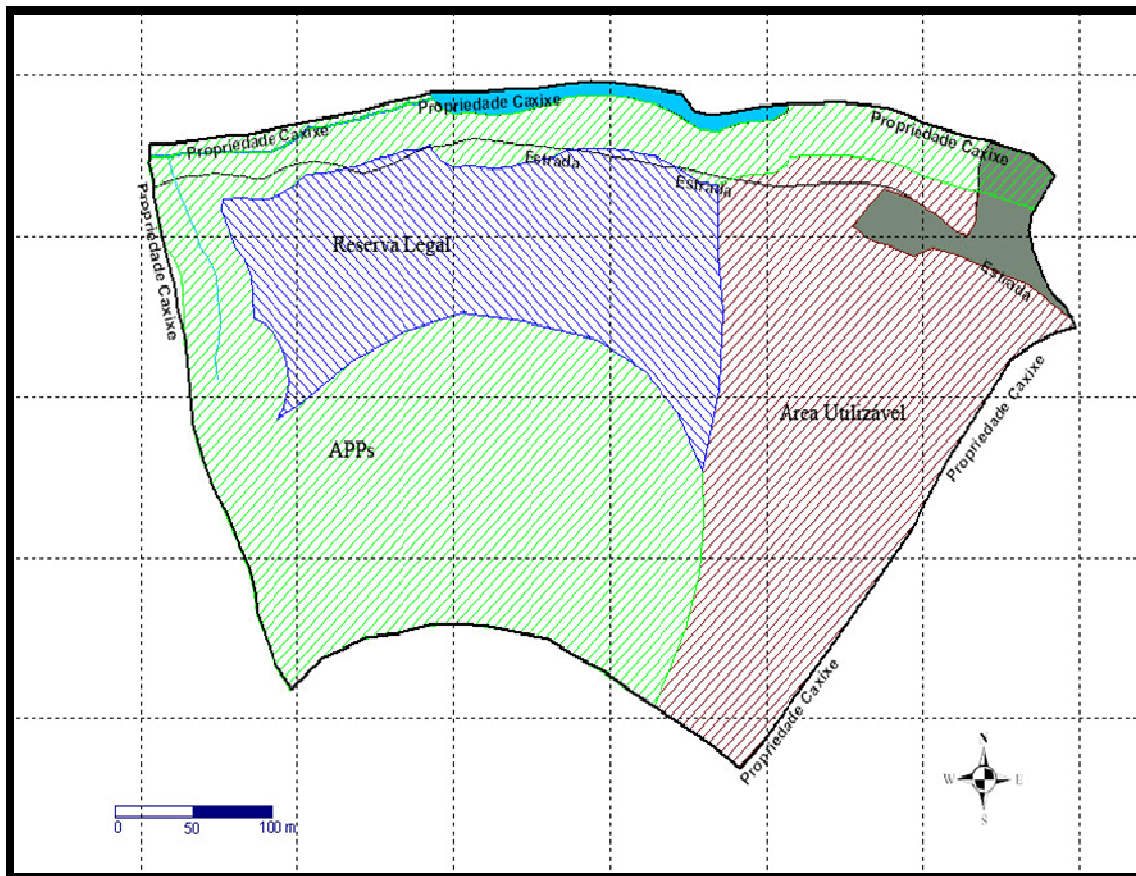 Propriedade Caxixe
Propriedade Caxixe
Propriedade Caxixe
Estrada
Estrada
Propriedade Caxixe
Reserva Legal
Estrada
Área Utilizável
Propriedade Caxixe
APPs
Propriedade Caxixe
N
W E
S
0 50 100 m